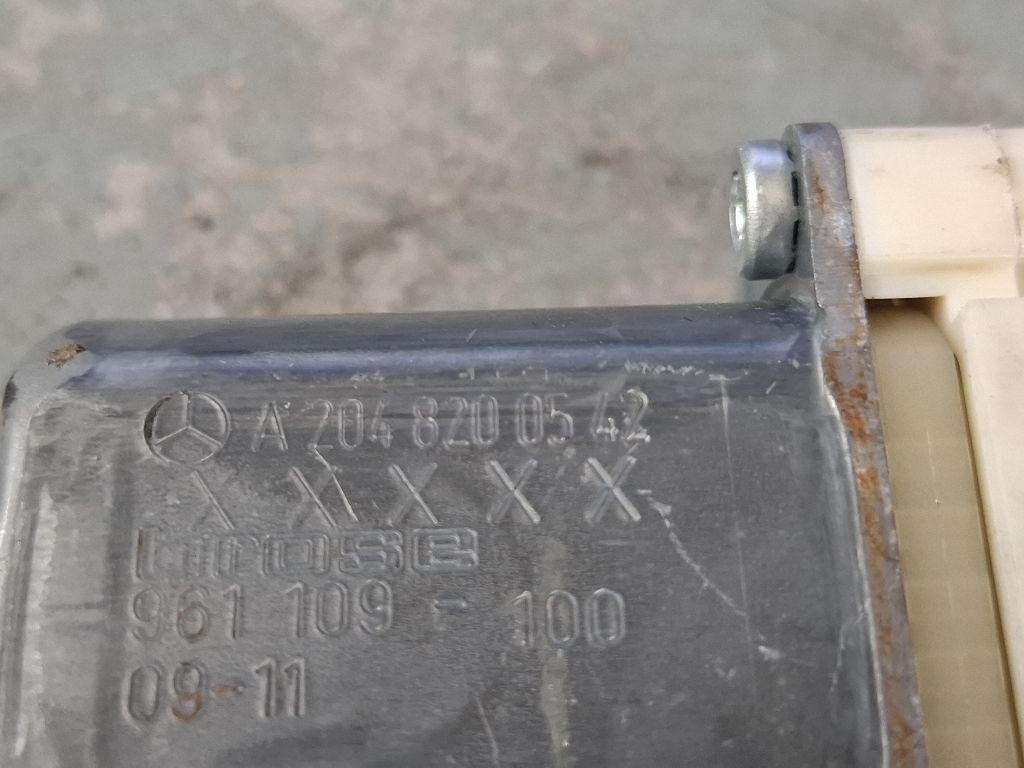 A 204 820 05 42
X X X X X
brose
961 109 - 100
09-11